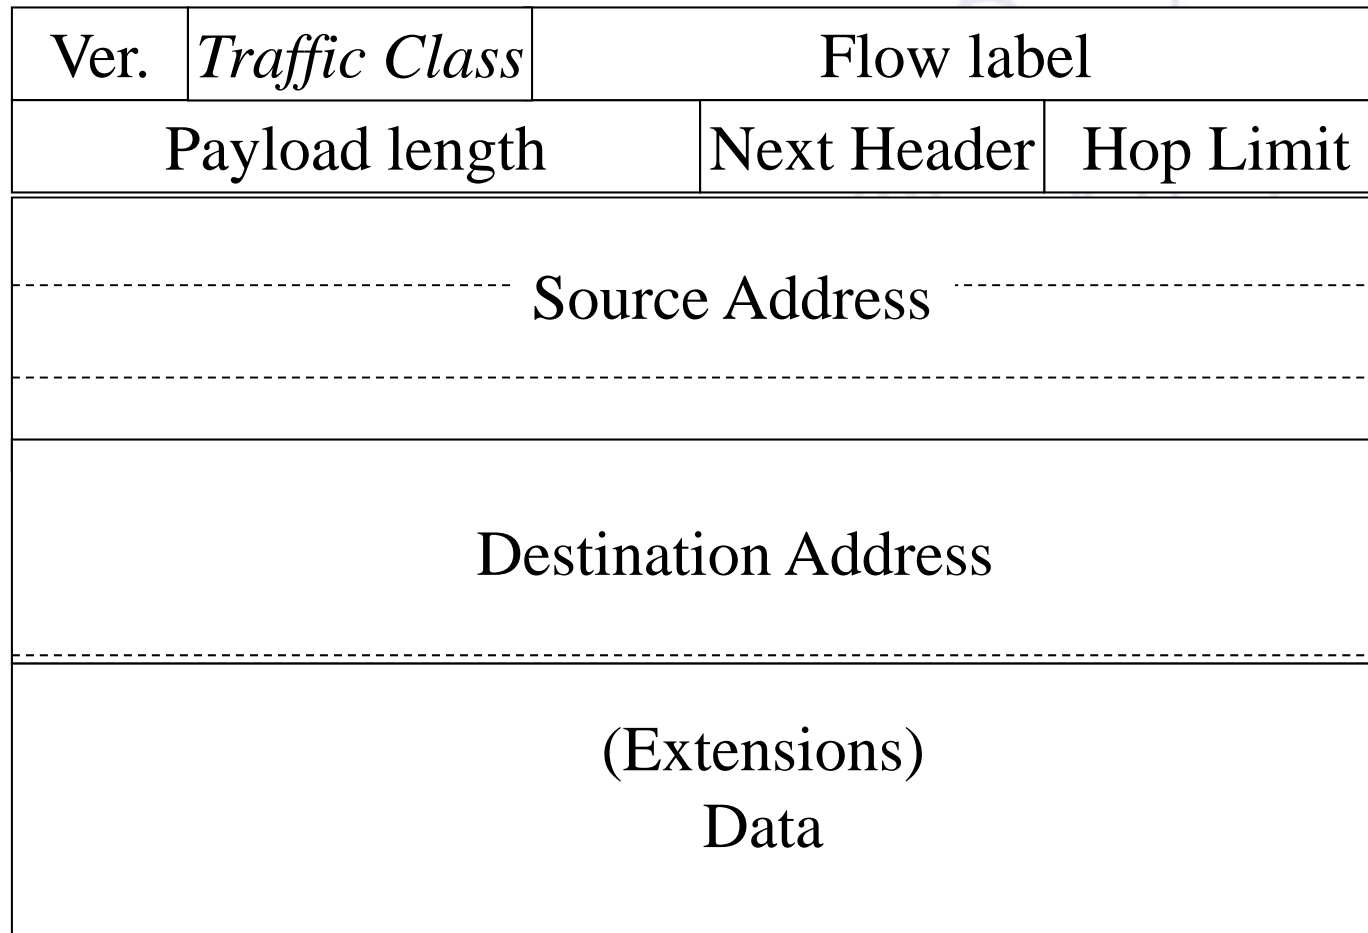 Ver. Traffic Class Flow label
Payload length Next Header Hop Limit
Source Address
Destination Address
(Extensions)
Data